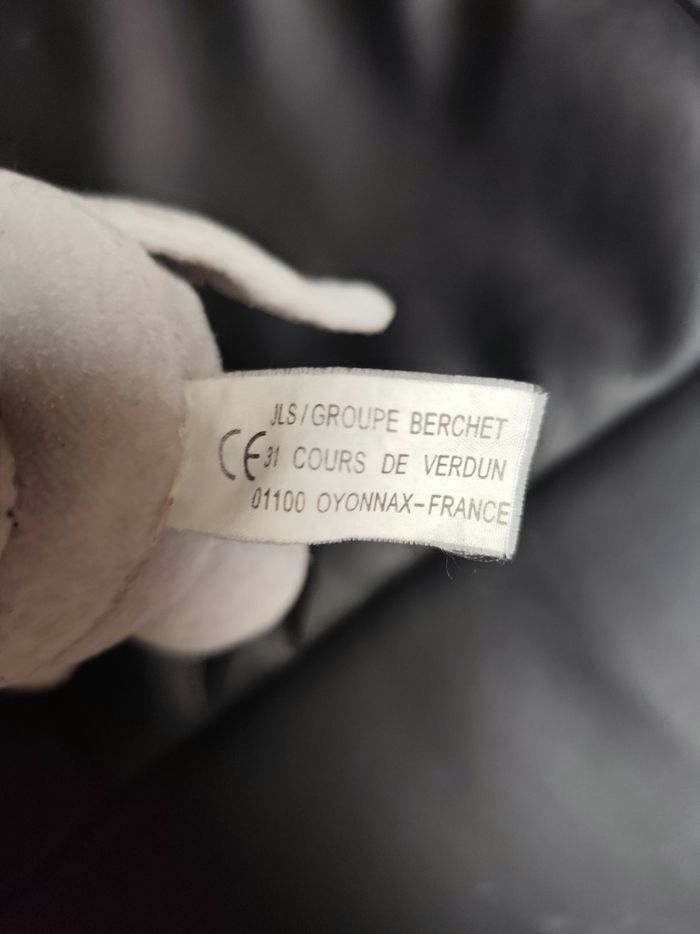 JLS/GROUPE BERCHET
CE 31 COURS DE VERDUN
01100 OYONNAX-FRANCE